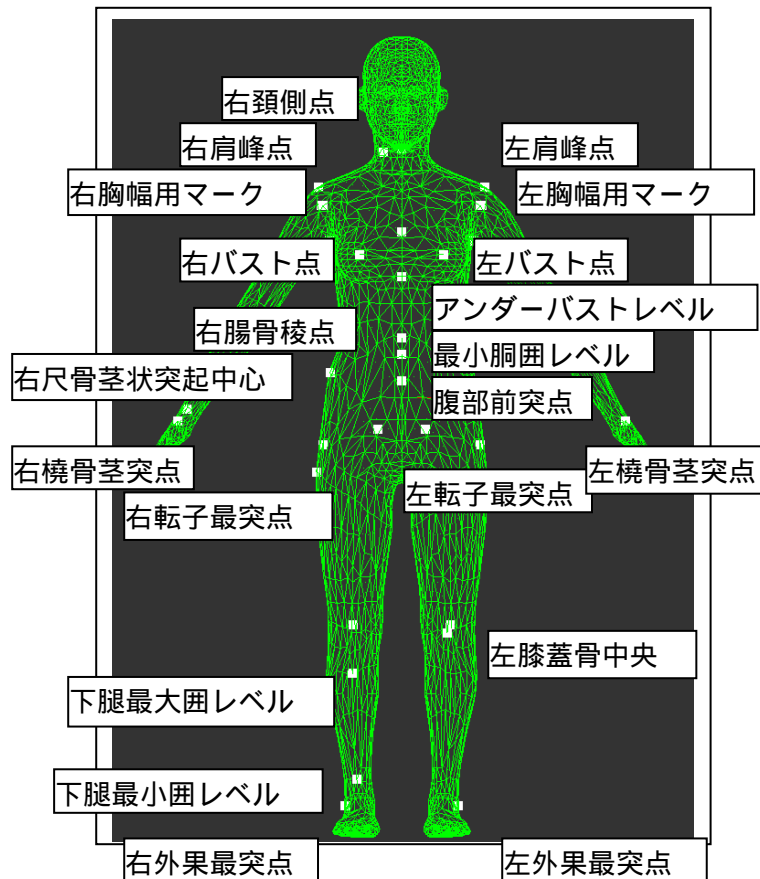 右頚側点
右肩峰点
左肩峰点
右胸幅用マーク
左胸幅用マーク
右バスト点
左バスト点
アンダーバストレベル
右腸骨稜点
最小胴囲レベル
右尺骨茎状突起中心
腹部前突点
右橈骨茎突点
左橈骨茎突点
左転子最突点
右転子最突点
左膝蓋骨中央
下腿最大囲レベル
下腿最小囲レベル
右外果最突点
左外果最突点